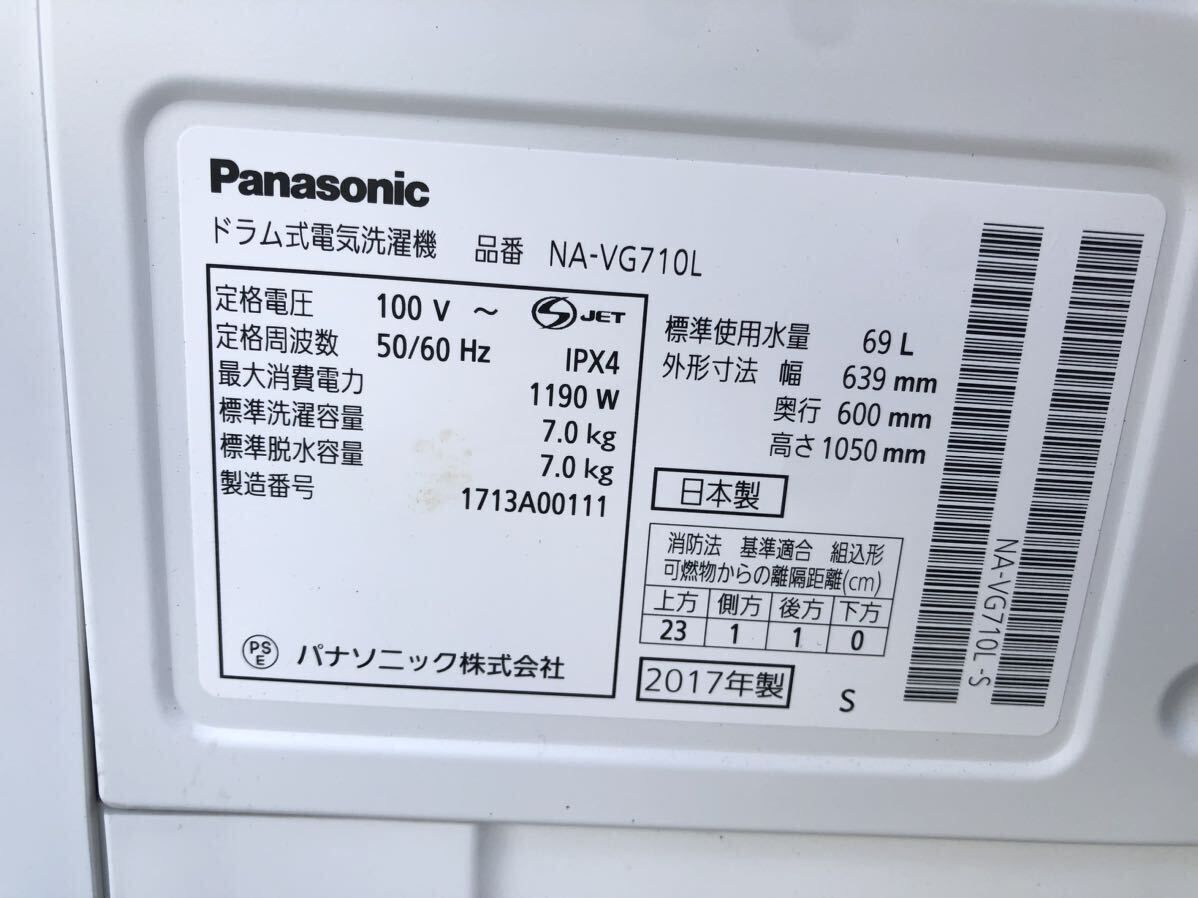 Panasonic
ドラム式電気洗濯機 品番 NA-VG710L
定格電圧 100 V ～ S JET
定格周波数 50/60 Hz IPX4
最大消費電力 1190 W
標準洗濯容量 7.0 kg
標準脱水容量 7.0 kg
製造番号 1713A00111
PS
E
パナソニック株式会社
標準使用水量 69 L
外形寸法 幅 639 mm
奥行 600 mm
高さ 1050 mm
日本製
消防法 基準適合 組込形
可燃物からの離隔距離(cm)
上方 側方 後方 下方
23 1 1 0
2017年製 S
NA-VG710L -S